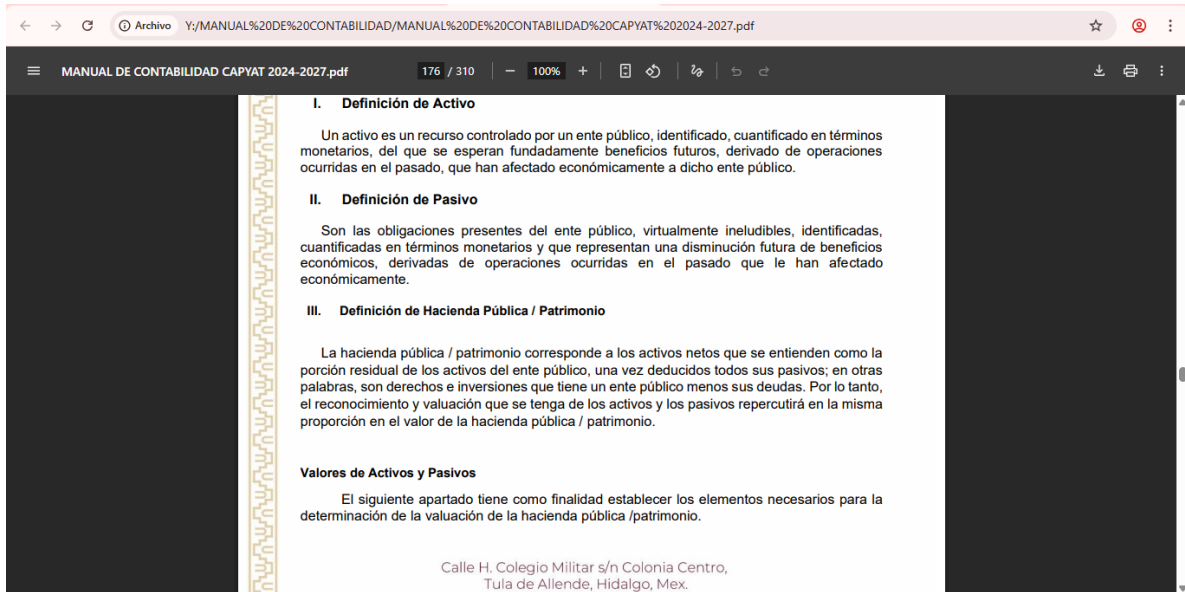 Archivo Y:/MANUAL%20DE%20CONTABILIDAD/MANUAL%20DE%20CONTABILIDAD%20CAPYAT%202024-2027.pdf
MANUAL DE CONTABILIDAD CAPYAT 2024-2027.pdf 176 / 310 100%
I. Definición de Activo
Un activo es un recurso controlado por un ente público, identificado, cuantificado en términos
monetarios, del que se esperan fundadamente beneficios futuros, derivado de operaciones
ocurridas en el pasado, que han afectado económicamente a dicho ente público.
II. Definición de Pasivo
Son las obligaciones presentes del ente público, virtualmente ineludibles, identificadas,
cuantificadas en términos monetarios y que representan una disminución futura de beneficios
económicos, derivadas de operaciones ocurridas en el pasado que le han afectado
económicamente.
III. Definición de Hacienda Pública / Patrimonio
La hacienda pública / patrimonio corresponde a los activos netos que se entienden como la
porción residual de los activos del ente público, una vez deducidos todos sus pasivos; en otras
palabras, son derechos e inversiones que tiene un ente público menos sus deudas. Por lo tanto,
el reconocimiento y valuación que se tenga de los activos y los pasivos repercutirá en la misma
proporción en el valor de la hacienda pública / patrimonio.
Valores de Activos y Pasivos
El siguiente apartado tiene como finalidad establecer los elementos necesarios para la
determinación de la valuación de la hacienda pública /patrimonio.
Calle H. Colegio Militar s/n Colonia Centro,
Tula de Allende, Hidalgo, Mex.